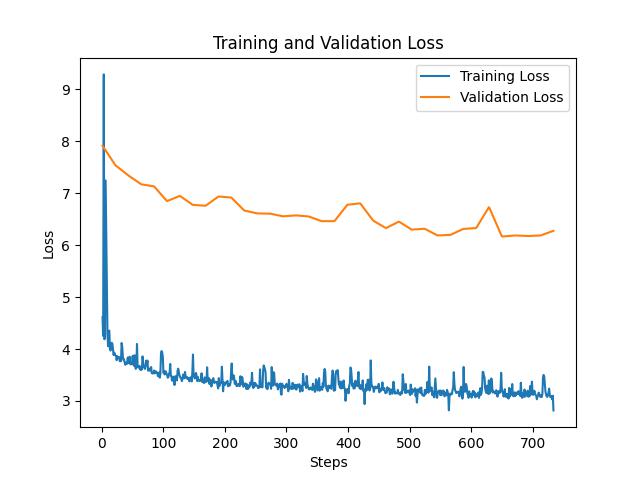 Training and Validation Loss
Training Loss
Validation Loss
9
8
7
6
5
4
3
Loss
0 100 200 300 400 500 600 700
Steps